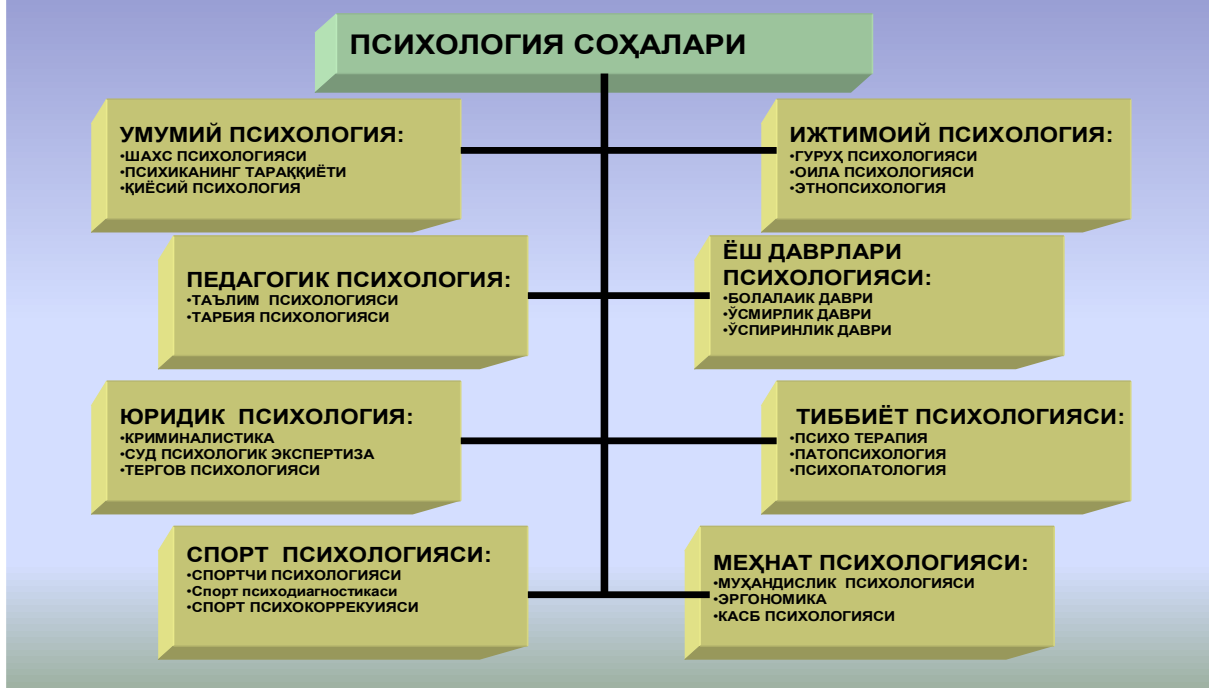 ПСИХОЛОГИЯ СОҲАЛАРИ
УМУМИЙ ПСИХОЛОГИЯ:
•ШАХС ПСИХОЛОГИЯСИ
•ПСИХИКАНИНГ ТАРАҚҚИЁТИ
•ҚИЁСИЙ ПСИХОЛОГИЯ
ИЖТИМОИЙ ПСИХОЛОГИЯ:
•ГУРУҲ ПСИХОЛОГИЯСИ
•ОИЛА ПСИХОЛОГИЯСИ
•ЭТНОПСИХОЛОГИЯ
ПЕДАГОГИК ПСИХОЛОГИЯ:
•ТАЪЛИМ ПСИХОЛОГИЯСИ
•ТАРБИЯ ПСИХОЛОГИЯСИ
ЁШ ДАВРЛАРИ
ПСИХОЛОГИЯСИ:
•БОЛАЛАИК ДАВРИ
•ЎСМИРЛИК ДАВРИ
•ЎСПИРИНЛИК ДАВРИ
ЮРИДИК ПСИХОЛОГИЯ:
•КРИМИНАЛИСТИКА
•СУД ПСИХОЛОГИК ЭКСПЕРТИЗА
•ТЕРГОВ ПСИХОЛОГИЯСИ
ТИББИЁТ ПСИХОЛОГИЯСИ:
•ПСИХО ТЕРАПИЯ
•ПАТОПСИХОЛОГИЯ
•ПСИХОПАТОЛОГИЯ
СПОРТ ПСИХОЛОГИЯСИ:
•СПОРТЧИ ПСИХОЛОГИЯСИ
•Спорт психодиагностикаси
•СПОРТ ПСИХОКОРРЕКУИЯСИ
МЕҲНАТ ПСИХОЛОГИЯСИ:
•МУҲАНДИСЛИК ПСИХОЛОГИЯСИ
•ЭРГОНОМИКА
•КАСБ ПСИХОЛОГИЯСИ